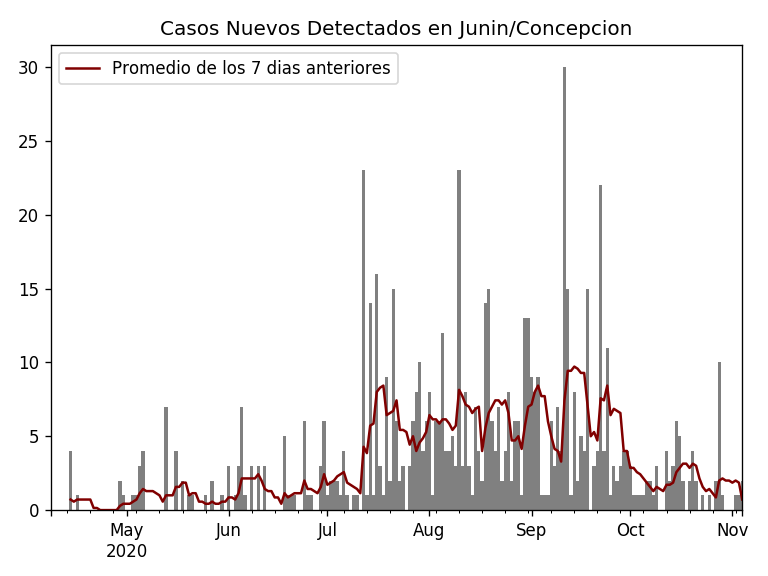 Casos Nuevos Detectados en Junin/Concepcion
Promedio de los 7 dias anteriores
30
25
20
15
10
5
0
May Jun Jul Aug Sep Oct Nov
2020